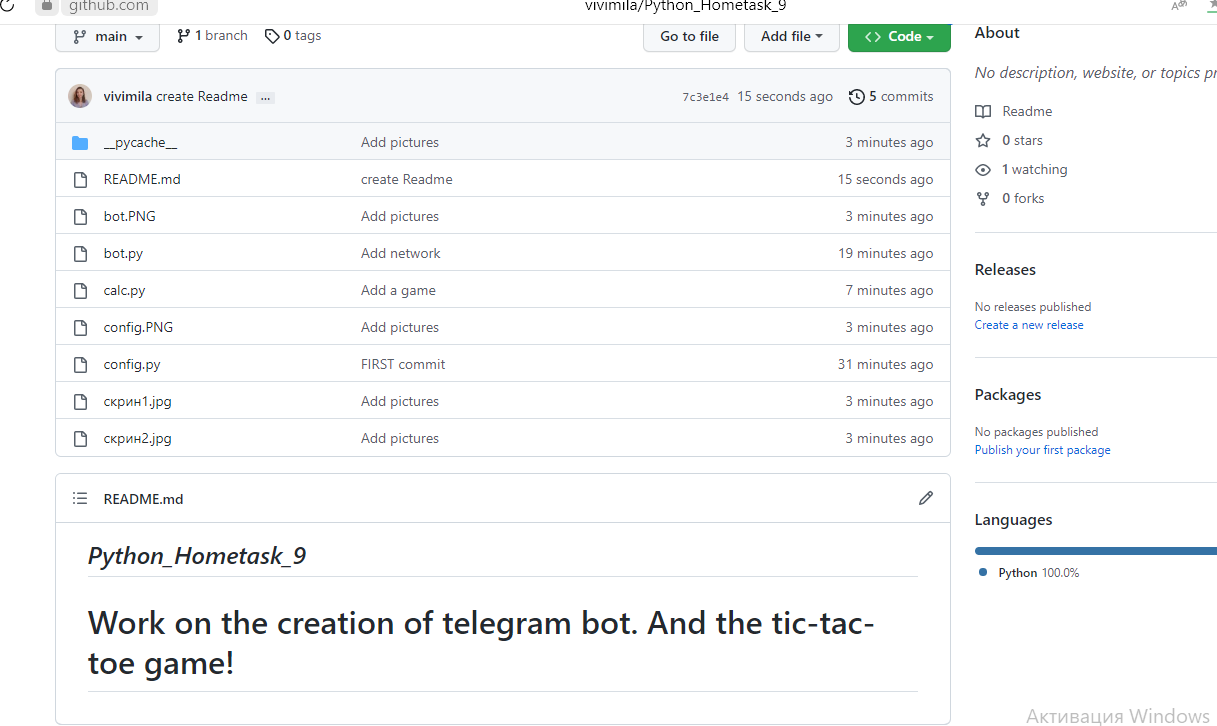 github.com
vivimila/Python_Hometask_9
main 1 branch 0 tags Go to file Add file Code
vivimila create Readme ... 7c3e1e4 15 seconds ago 5 commits
__pycache__ Add pictures 3 minutes ago
README.md create Readme 15 seconds ago
bot.PNG Add pictures 3 minutes ago
bot.py Add network 19 minutes ago
calc.py Add a game 7 minutes ago
config.PNG Add pictures 3 minutes ago
config.py FIRST commit 31 minutes ago
скрин1.jpg Add pictures 3 minutes ago
скрин2.jpg Add pictures 3 minutes ago
README.md
Python_Hometask_9
Work on the creation of telegram bot. And the tic-tac-
toe game!
About
No description, website, or topics
Readme
0 stars
1 watching
0 forks
Releases
No releases published
Create a new release
Packages
No packages published
Publish your first package
Languages
Python 100.0%
Активация Windows